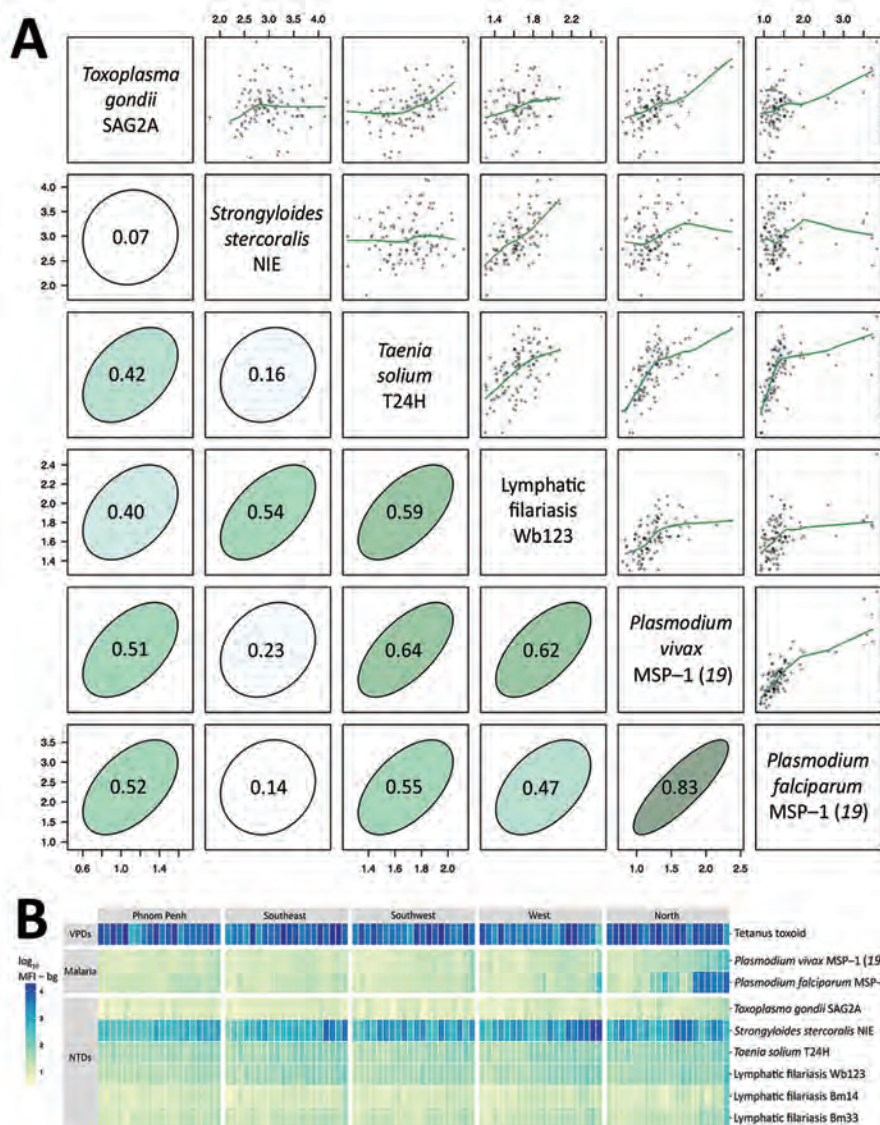 A
2.0 2.5 3.0 3.5 4.0
1.4 1.8 2.2
1.0 2.0 3.0
Toxoplasma
gondii
SAG2A
4.0
3.5
3.0
2.5
2.0
0.07
Strongyloides
stercoralis
NIE
0.42
0.16
Taenia
solium
T24H
2.4
2.2
2.0
1.8
1.6
1.4
0.40
0.54
0.59
Lymphatic
filariasis
Wb123
0.51
0.23
0.64
0.62
Plasmodium
vivax
MSP–1 (19)
3.5
3.0
2.5
2.0
1.5
1.0
0.52
0.14
0.55
0.47
0.83
Plasmodium
falciparum
MSP–1 (19)
0.6 1.0 1.4
1.4 1.6 1.8 2.0
1.0 1.5 2.0 2.5
B
Phnom Penh Southeast Southwest West North
VPDs
Tetanus toxoid
log10
MFI – bg
4
3
2
1
Malaria
Plasmodium vivax MSP–1 (19
Plasmodium falciparum MSP–
NTDs
Toxoplasma gondii SAG2A
Strongyloides stercoralis NIE
Taenia solium T24H
Lymphatic filariasis Wb123
Lymphatic filariasis Bm14
Lymphatic filariasis Bm33